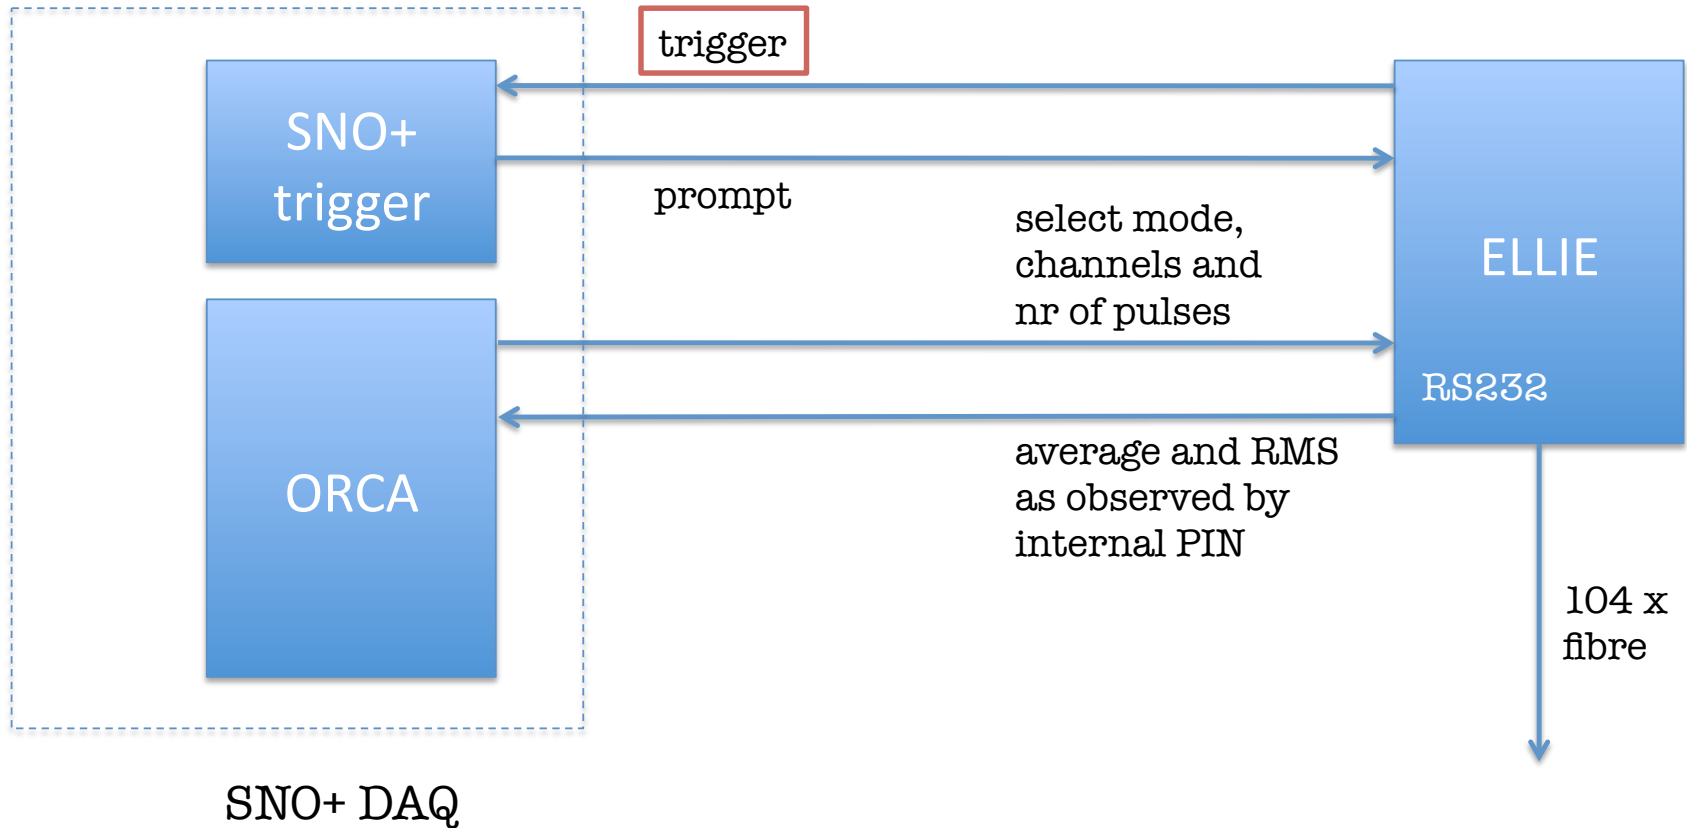 trigger
SNO+
trigger
prompt
select mode,
channels and
nr of pulses
ELLIE
RS232
ORCA
average and RMS
as observed by
internal PIN
104 x
fibre
SNO+ DAQ